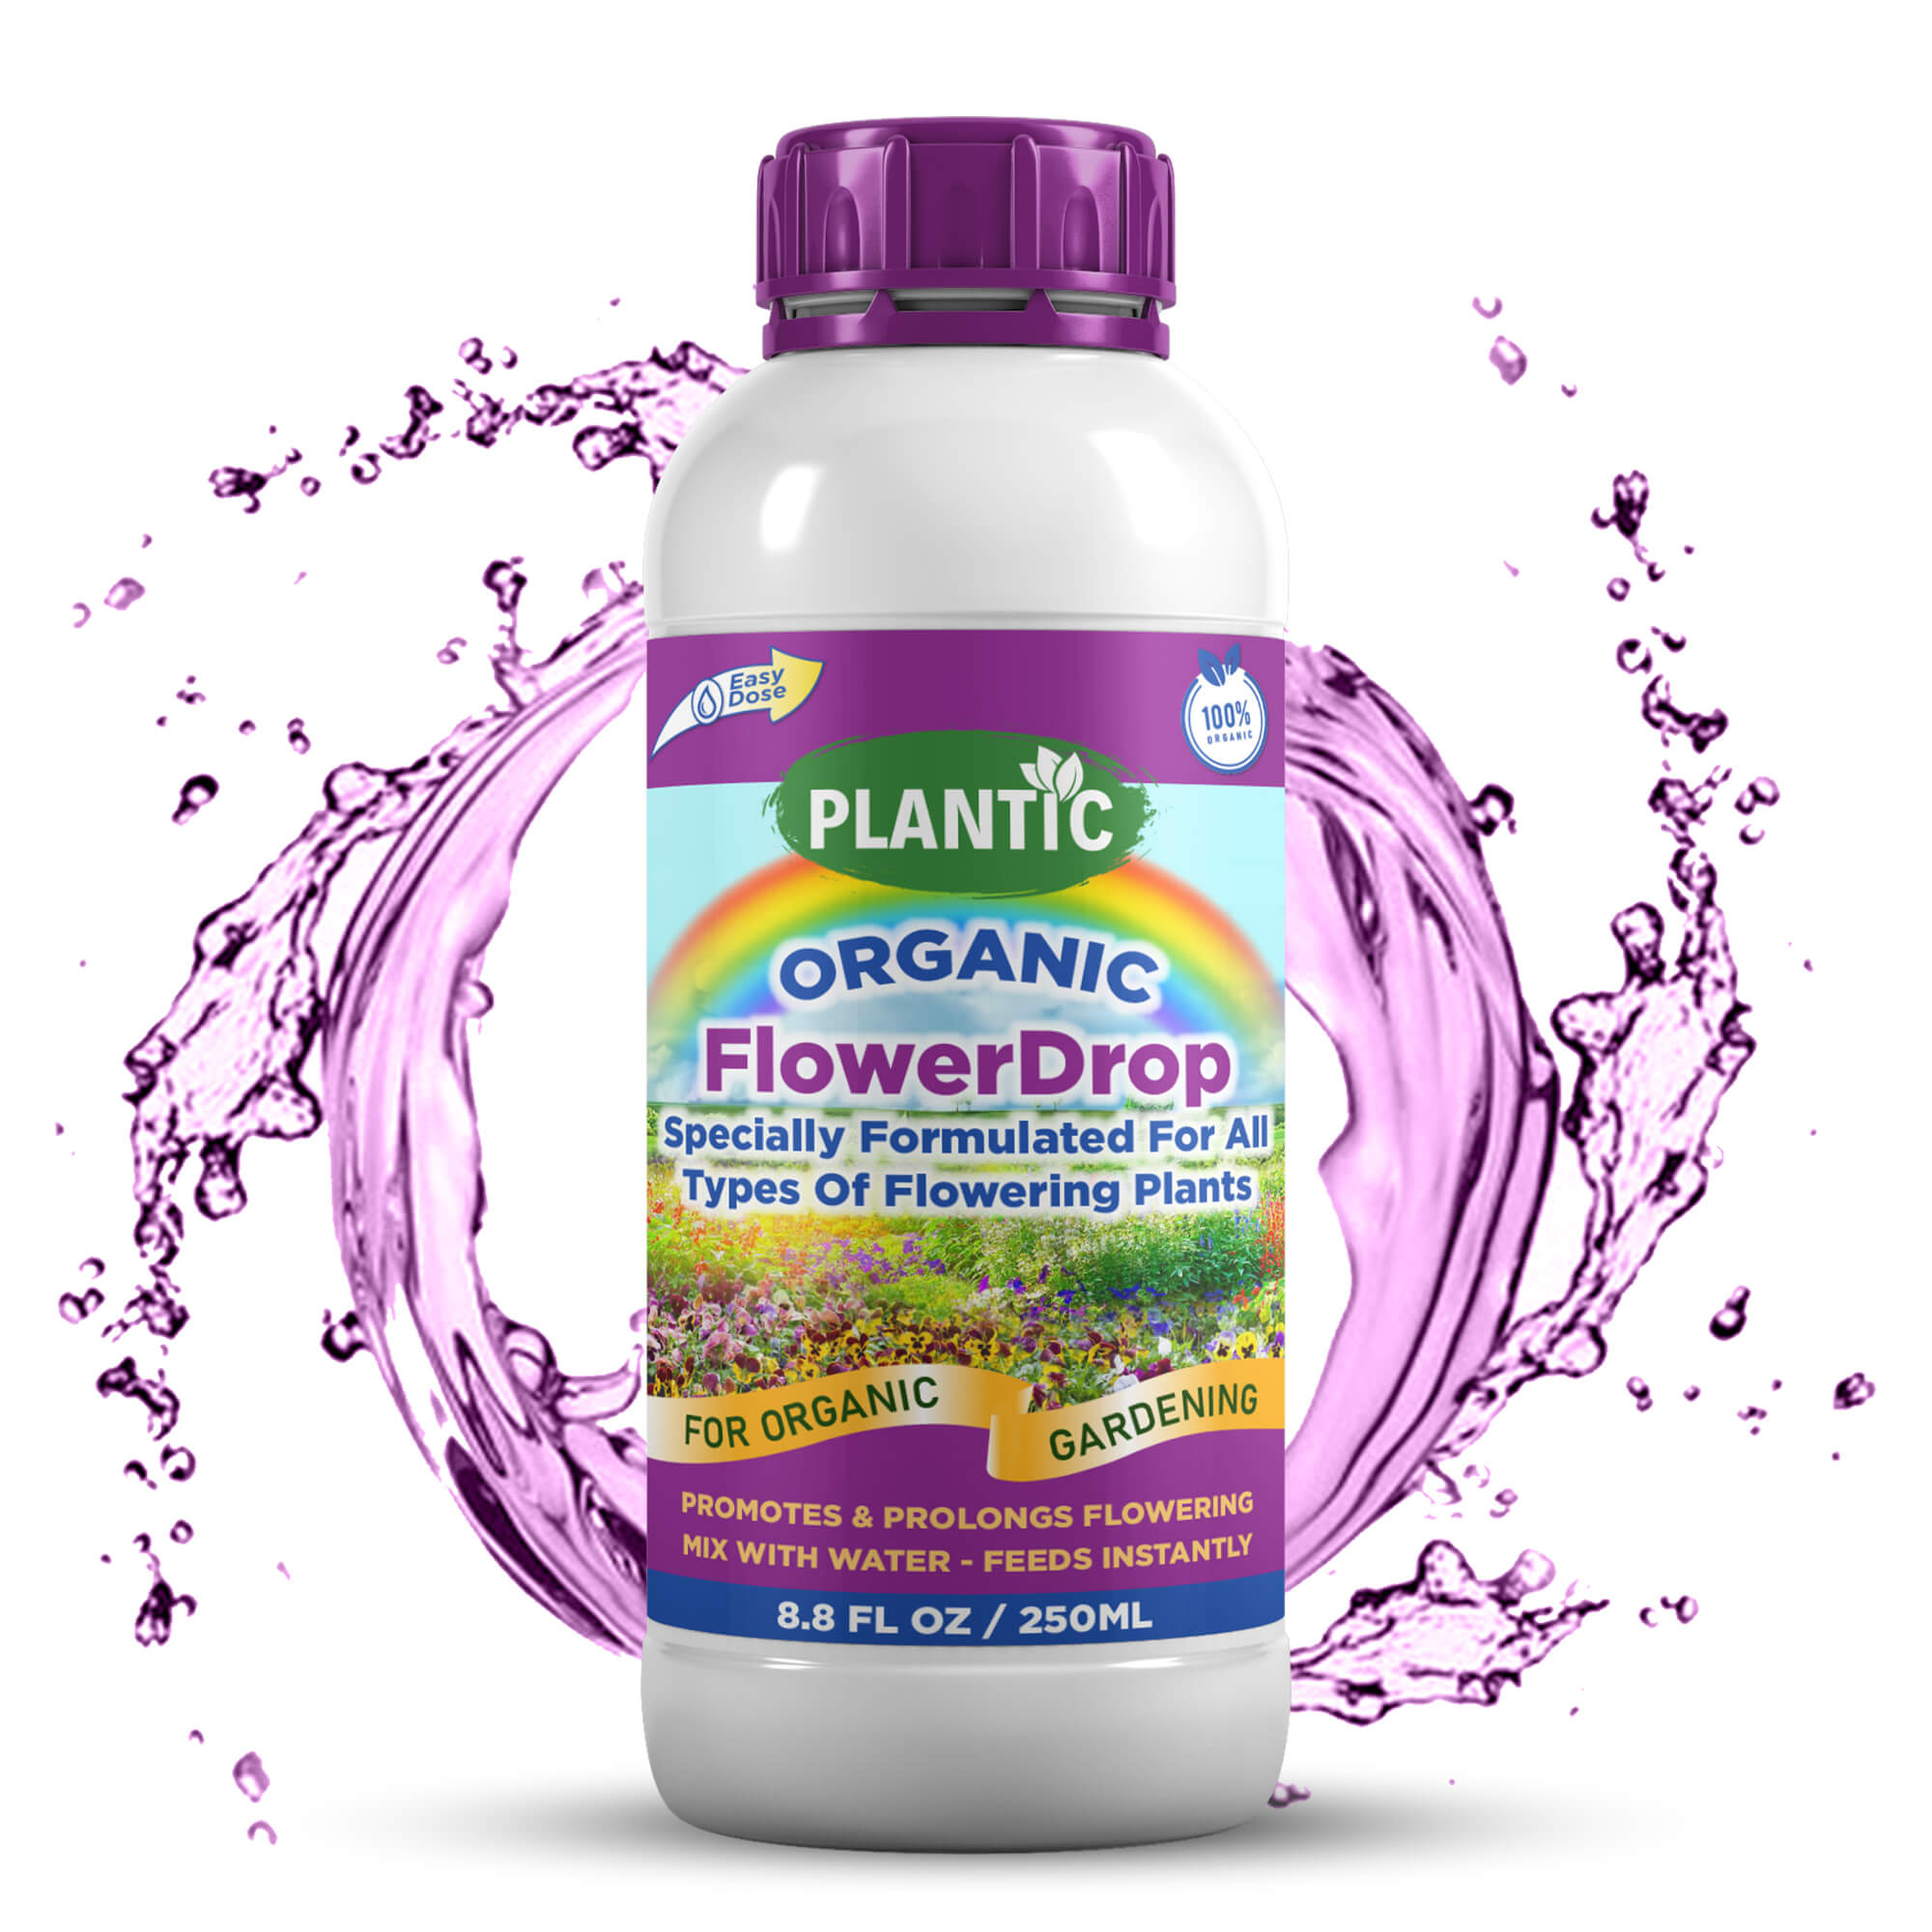 Easy
Dose
100%
ORGANIC
PLANTIC
ORGANIC
FlowerDrop
Specially Formulated For All
Types Of Flowering Plants
FOR ORGANIC GARDENING
PROMOTES & PROLONGS FLOWERING
MIX WITH WATER - FEEDS INSTANTLY
8.8 FL OZ / 250ML